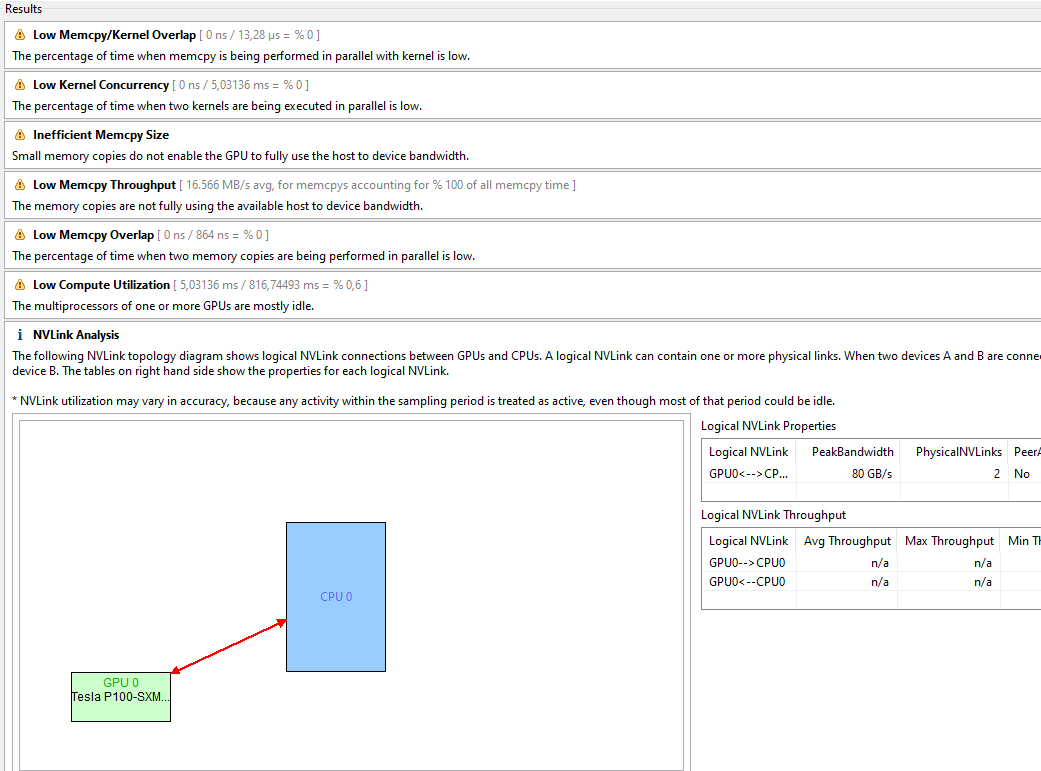 Results
Low Memcpy/Kernel Overlap [ 0 ns / 13,28 µs = % 0 ]
The percentage of time when memcpy is being performed in parallel with kernel is low.
Low Kernel Concurrency [ 0 ns / 5,03136 ms = % 0 ]
The percentage of time when two kernels are being executed in parallel is low.
Inefficient Memcpy Size
Small memory copies do not enable the GPU to fully use the host to device bandwidth.
Low Memcpy Throughput [ 16.566 MB/s avg, for memcpys accounting for % 100 of all memcpy time ]
The memory copies are not fully using the available host to device bandwidth.
Low Memcpy Overlap [ 0 ns / 864 ns = % 0 ]
The percentage of time when two memory copies are being performed in parallel is low.
Low Compute Utilization [ 5,03136 ms / 816,74493 ms = % 0,6 ]
The multiprocessors of one or more GPUs are mostly idle.
i NVLink Analysis
The following NVLink topology diagram shows logical NVLink connections between GPUs and CPUs. A logical NVLink can contain one or more physical links. When two devices A and B are conne
device B. The tables on right hand side show the properties for each logical NVLink.
* NVLink utilization may vary in accuracy, because any activity within the sampling period is treated as active, even though most of that period could be idle.
CPU 0
GPU 0
Tesla P100-SXM...
Logical NVLink Properties
Logical NVLink PeakBandwidth PhysicalNVLinks PeerA
GPU0<-->CP... 80 GB/s 2 No
Logical NVLink Throughput
Logical NVLink Avg Throughput Max Throughput Min Th
GPU0-->CPU0 n/a n/a
GPU0<--CPU0 n/a n/a